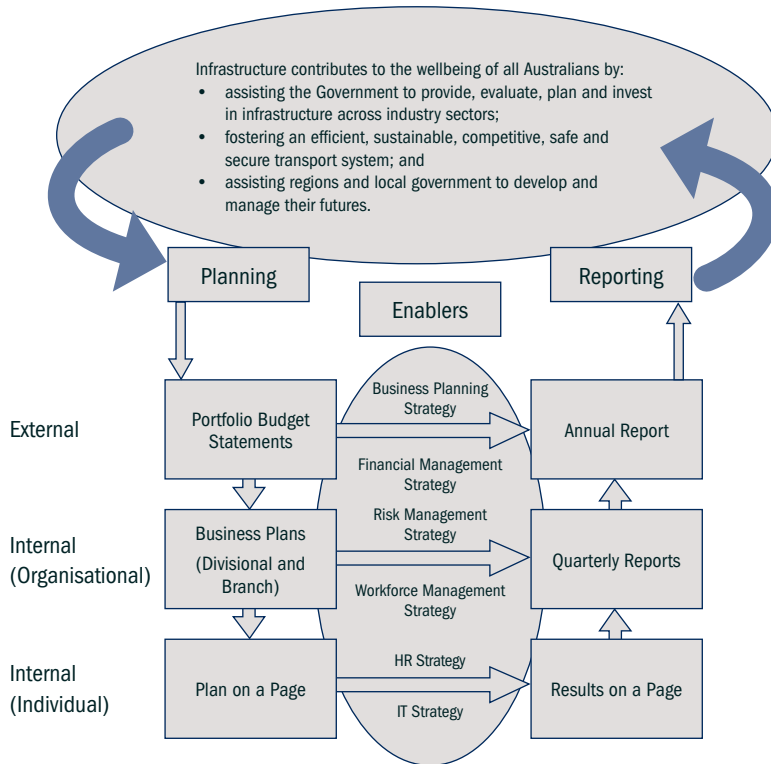 Infrastructure contributes to the wellbeing of all Australians by:
• assisting the Government to provide, evaluate, plan and invest
in infrastructure across industry sectors;
• fostering an efficient, sustainable, competitive, safe and
secure transport system; and
• assisting regions and local government to develop and
manage their futures.
Planning
Reporting
Enablers
External
Portfolio Budget
Statements
Business Planning
Strategy
Annual Report
Financial Management
Strategy
Internal
(Organisational)
Business Plans
(Divisional and
Branch)
Risk Management
Strategy
Quarterly Reports
Workforce Management
Strategy
Internal
(Individual)
Plan on a Page
HR Strategy
IT Strategy
Results on a Page